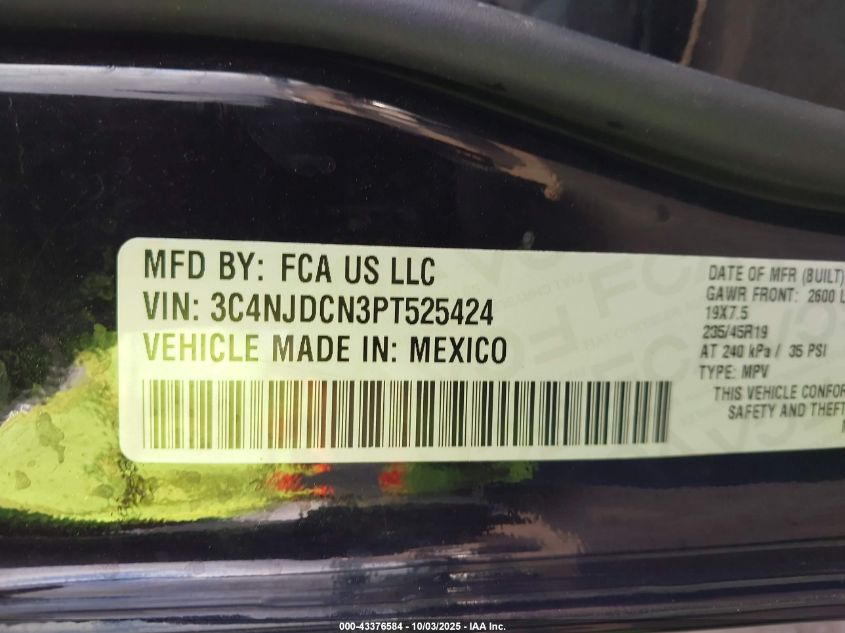 MFD BY: FCA US LLC
VIN: 3C4NJDCN3PT525424
VEHICLE MADE IN: MEXICO
DATE OF MFR (BUILT)
GAWR FRONT: 2600 L
19X7.5
235/45R19
AT 240 kPa / 35 PSI
TYPE: MPV
THIS VEHICLE CONFOR
SAFETY AND THEFT
000-43376584 - 10/03/2025 - IAA Inc.